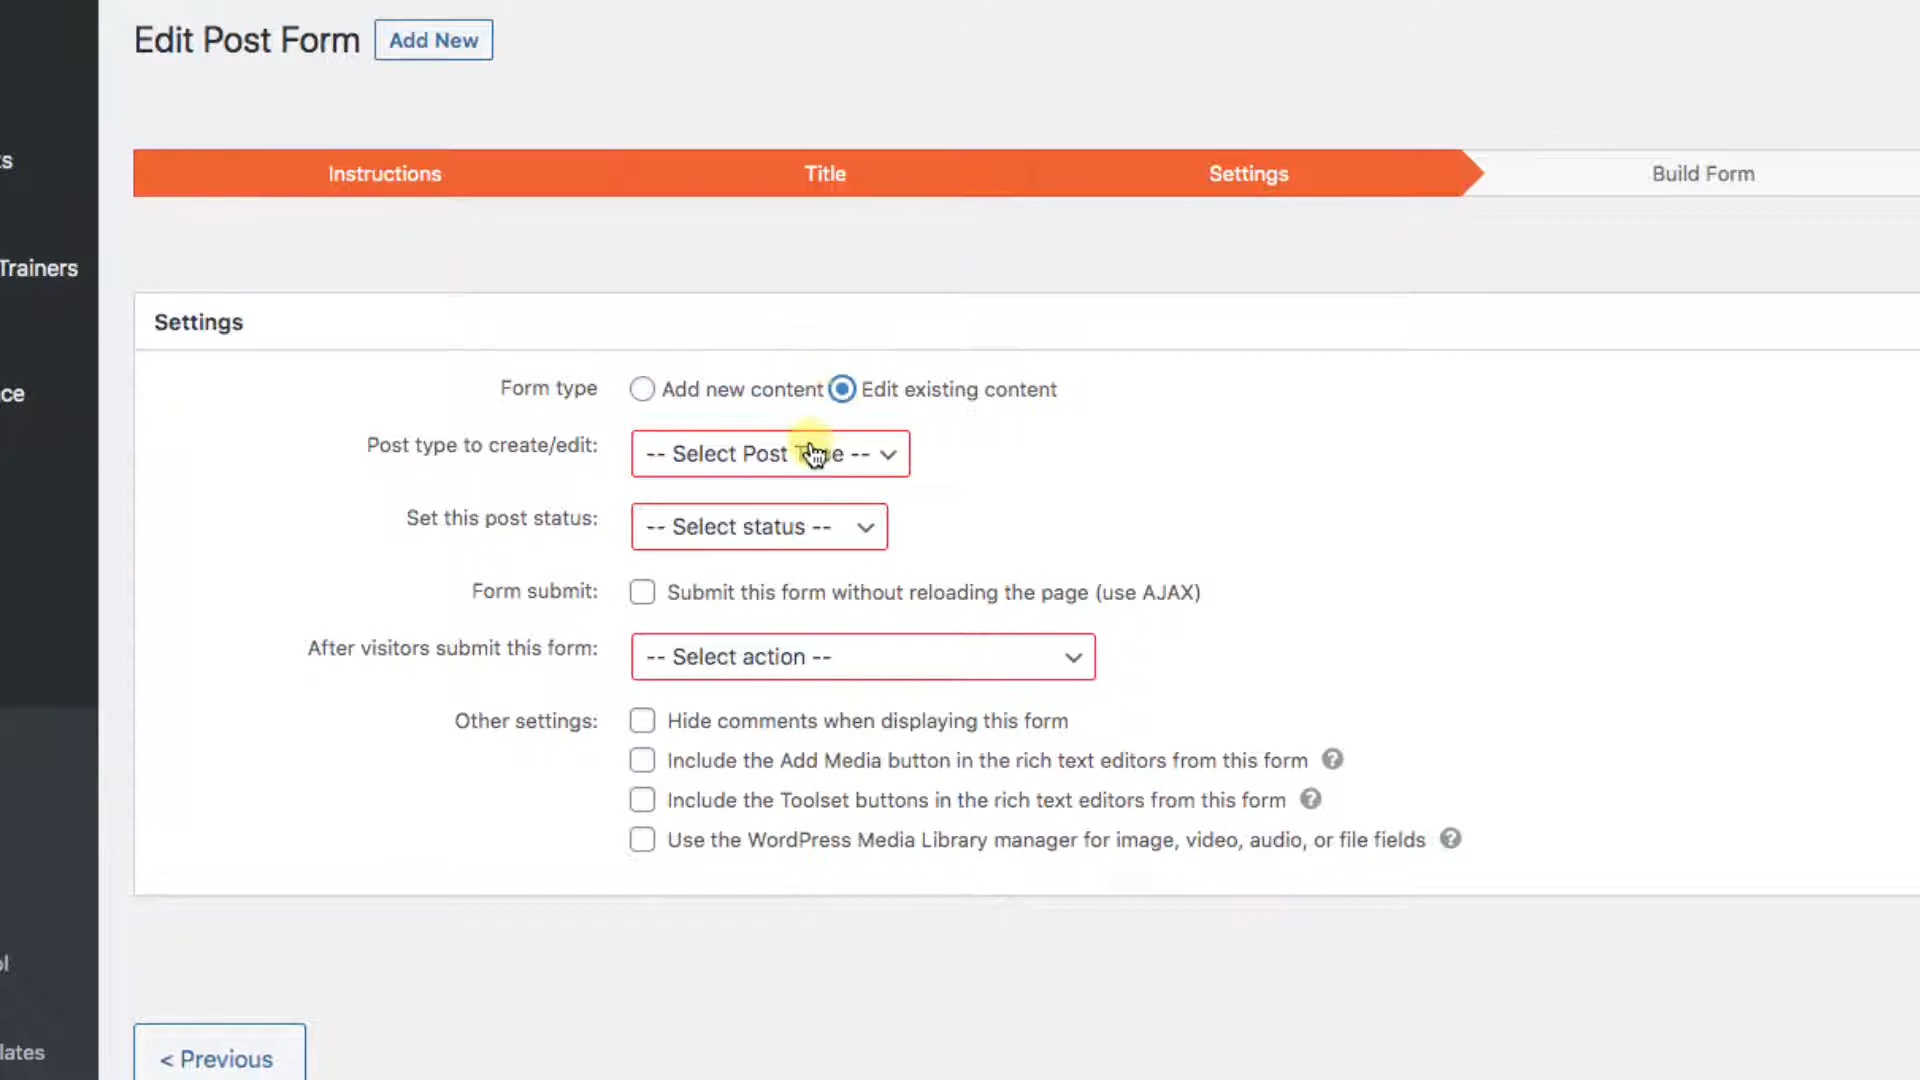 Edit Post Form Add New
Instructions Title Settings Build Form
Trainers
Settings
Form type Add new content Edit existing content
Post type to create/edit: -- Select Post --
Set this post status: -- Select status --
Form submit: Submit this form without reloading the page (use AJAX)
After visitors submit this form: -- Select action --
Other settings: Hide comments when displaying this form
Include the Add Media button in the rich text editors from this form ?
Include the Toolset buttons in the rich text editors from this form ?
Use the WordPress Media Library manager for image, video, audio, or file fields ?
< Previous